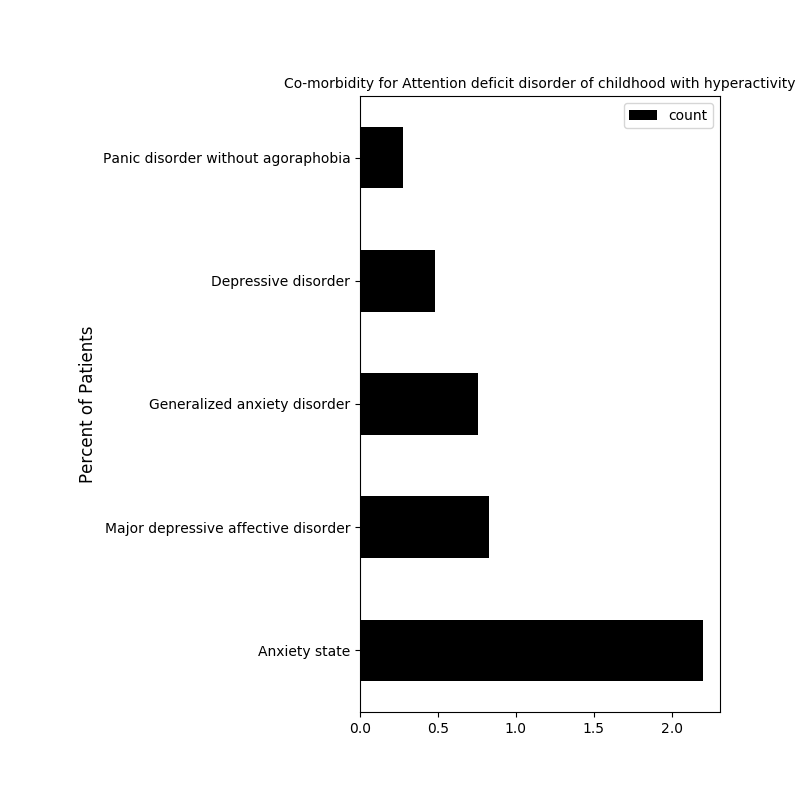 Co-morbidity for Attention deficit disorder of childhood with hyperactivity
count
Panic disorder without agoraphobia
Depressive disorder
Generalized anxiety disorder
Major depressive affective disorder
Anxiety state
Percent of Patients
0.0 0.5 1.0 1.5 2.0